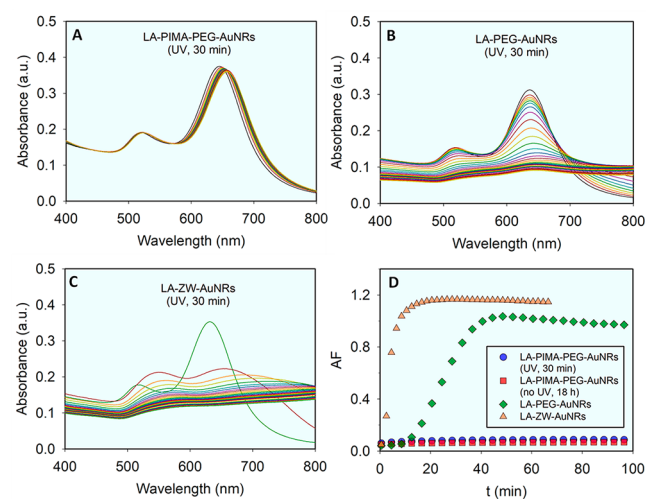 A
LA-PIMA-PEG-AuNRs
(UV, 30 min)
Absorbance (a.u.)
0.5
0.4
0.3
0.2
0.1
0.0
400 500 600 700 800
Wavelength (nm)
B
LA-PEG-AuNRs
(UV, 30 min)
Absorbance (a.u.)
0.5
0.4
0.3
0.2
0.1
0.0
400 500 600 700 800
Wavelength (nm)
C
LA-ZW-AuNRs
(UV, 30 min)
Absorbance (a.u.)
0.5
0.4
0.3
0.2
0.1
0.0
400 500 600 700 800
Wavelength (nm)
D
AF
1.2
0.8
0.4
0.0
LA-PIMA-PEG-AuNRs
(UV, 30 min)
LA-PIMA-PEG-AuNRs
(no UV, 18 h)
LA-PEG-AuNRs
LA-ZW-AuNRs
0 20 40 60 80 100
t (min)